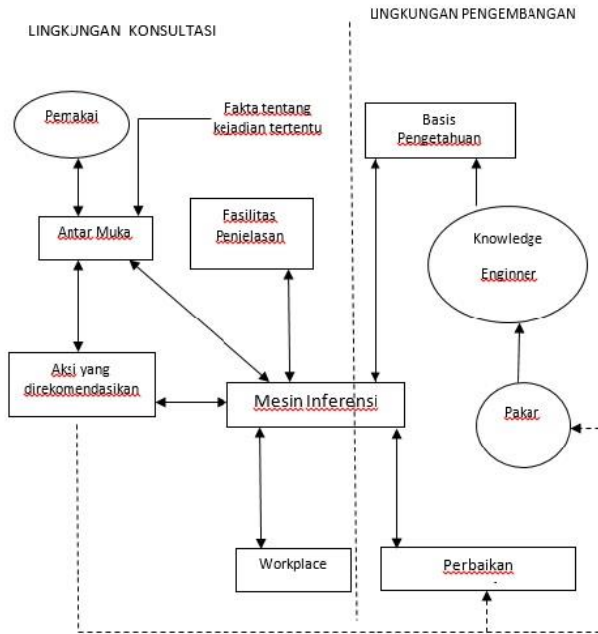 LINGKUNGAN KONSULTASI
LINGKUNGAN PENGEMBANGAN
Pemakai
Fakta tentang
kejadian tertentu
Basis
Pengetahuan
Antar Muka
Fasilitas
Penjelasan
Knowledge
Enginner
Aksi yang
direkomendasikan
Mesin Inferensi
Pakar
Workplace
Perbaikan